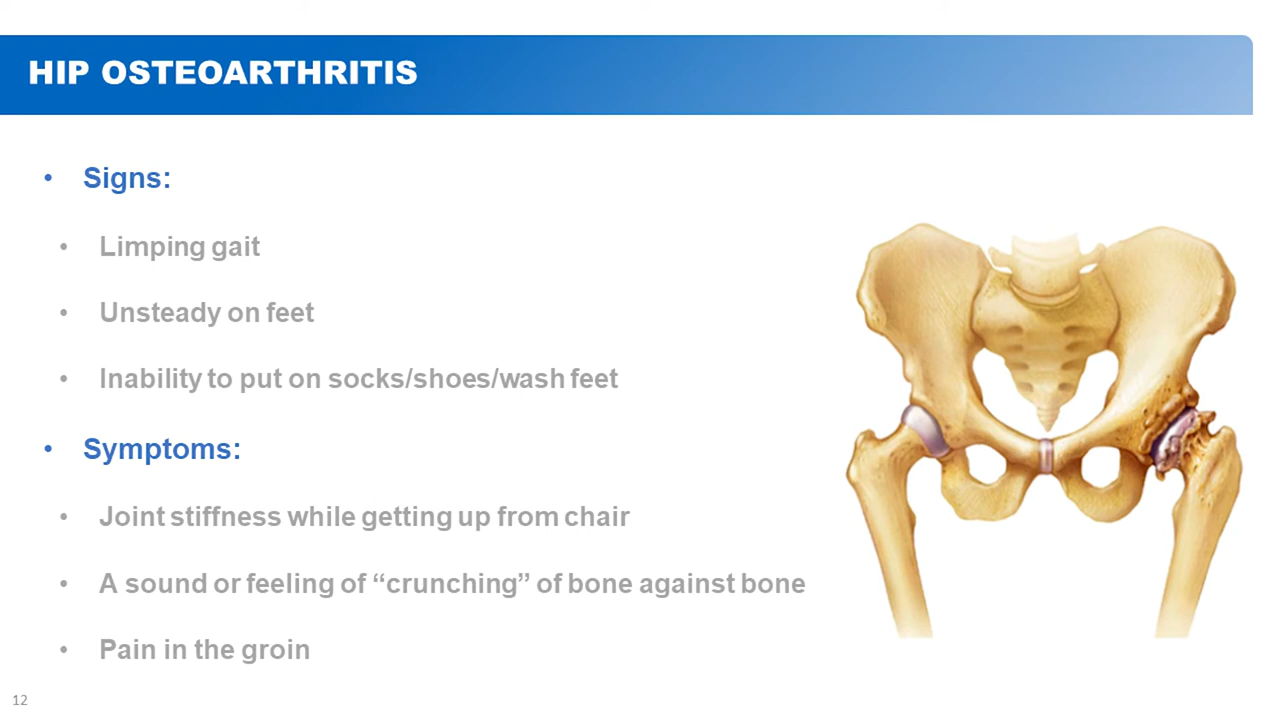 HIP OSTEOARTHRITIS
• Signs:
• Limping gait
• Unsteady on feet
• Inability to put on socks/shoes/wash feet
• Symptoms:
• Joint stiffness while getting up from chair
• A sound or feeling of “crunching” of bone against bone
• Pain in the groin
12